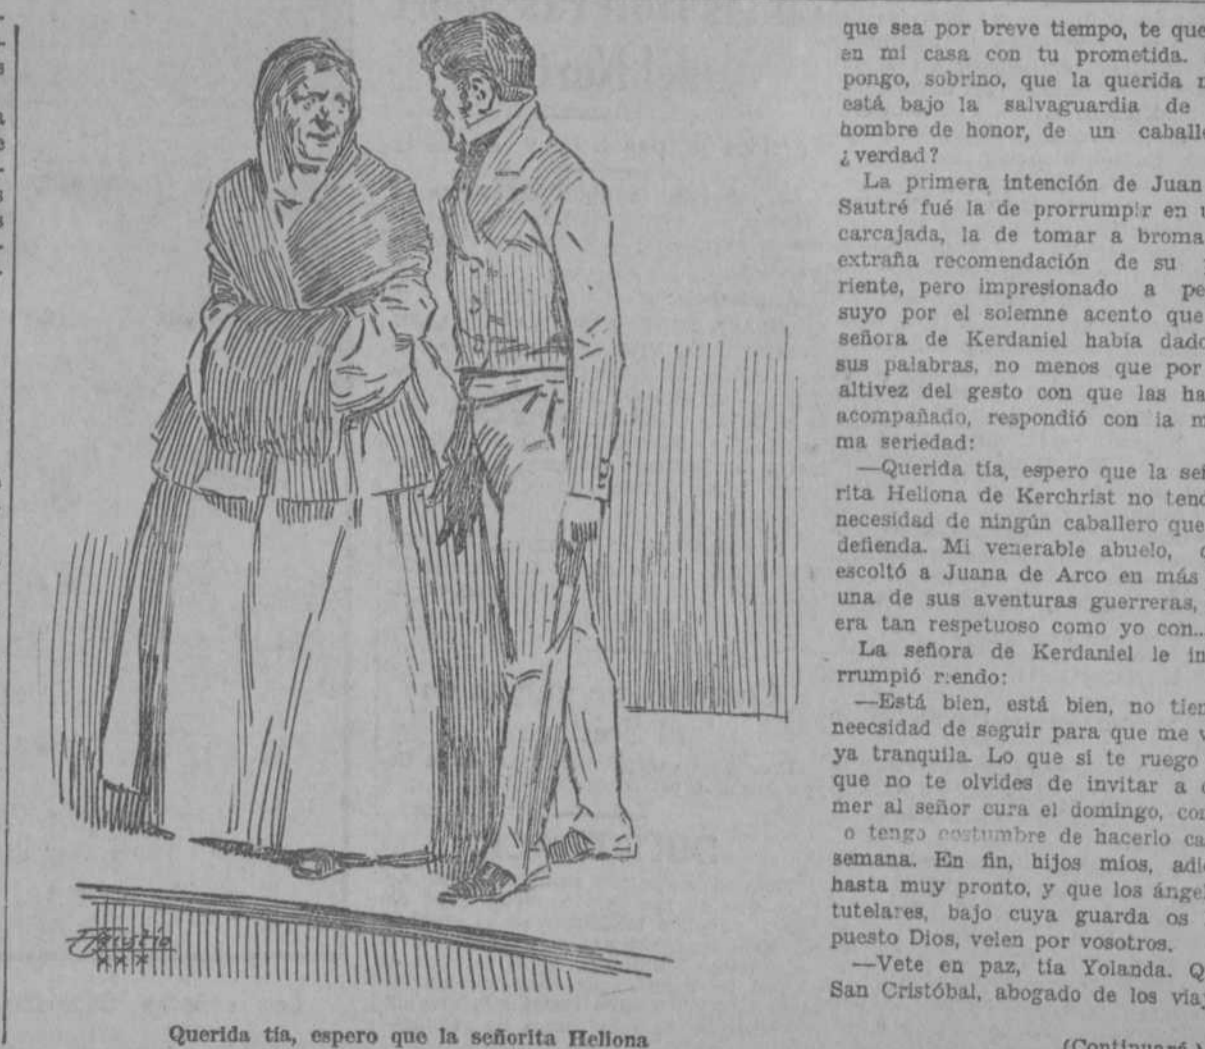 que sea por breve tiempo, te que
en mi casa con tu prometida.
pongo, sobrino, que la querida
está bajo la salvaguardia de
hombre de honor, de un caball
¿verdad?
La primera intención de Juan
Sautré fué la de prorrumpir en
carcajada, la de tomar a broma
extraña recomendación de su
riente, pero impresionado a pe
suyo por el solemne acento que
señora de Kerdaniel había dado
sus palabras, no menos que por
altivez del gesto con que las ha
acompañado, respondió con la m
ma seriedad:
—Querida tía, espero que la señ
rita Heliona de Kerchrist no tend
necesidad de ningún caballero que
defienda. Mi venerable abuelo,
escoltó a Juana de Arco en más
una de sus aventuras guerreras,
era tan respetuoso como yo con...
La señora de Kerdaniel le in
rrumpió riendo:
—Está bien, está bien, no tien
neecsidad de seguir para que me v
ya tranquila. Lo que si te ruego
que no te olvides de invitar a c
mer al señor cura el domingo, con
o tengo costumbre de hacerlo ca
semana. En fin, hijos míos, adi
hasta muy pronto, y que los ángel
tutelares, bajo cuya guarda os
puesto Dios, velen por vosotros.
—Vete en paz, tía Yolanda. Q
San Cristóbal, abogado de los viaj
(Continuará.)
Querida tía, espero que la señorita Heliona